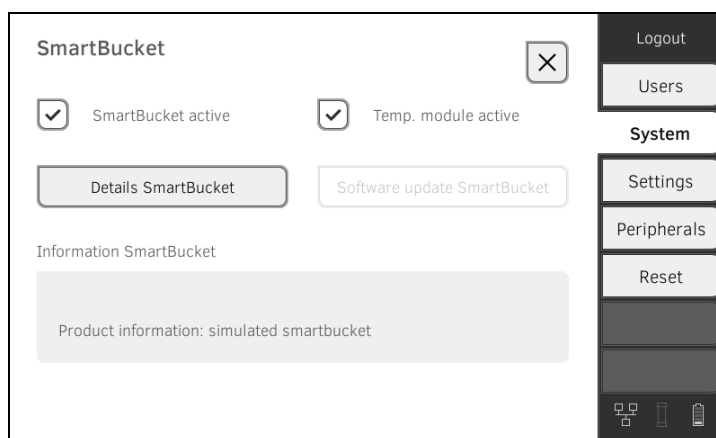 SmartBucket
SmartBucket active
Temp. module active
Details SmartBucket
Software update SmartBucket
Information SmartBucket
Product information: simulated smartbucket
Logout
Users
System
Settings
Peripherals
Reset